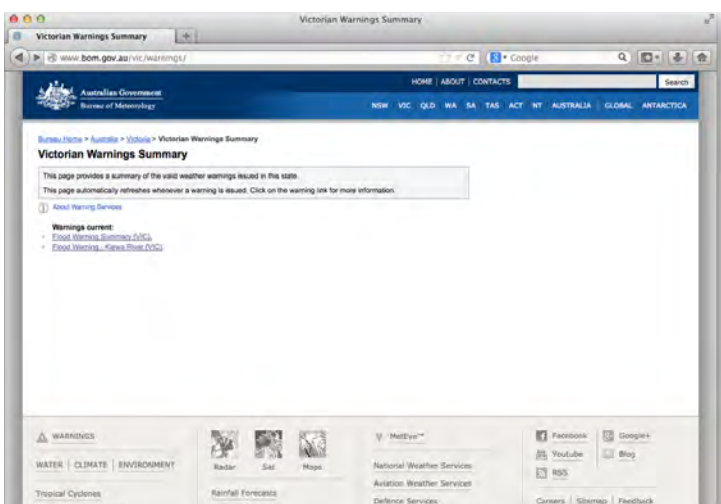 Victorian Warnings Summary
Victorian Warnings Summary
www.bom.gov.au/vic/warnings/
Google
HOME | ABOUT | CONTACTS
Search
Australian Government
Bureau of Meteorology
NSW VIC QLD WA SA TAS ACT NT AUSTRALIA GLOBAL ANTARCTICA
Bureau Home > Australia > Victoria > Victorian Warnings Summary
Victorian Warnings Summary
This page provides a summary of the valid weather warnings issued in this state.
This page automatically refreshes whenever a warning is issued. Click on the warning link for more information.
About Warning Services
Warnings current:
Flood Warning Summary (VIC).
Flood Warning - Kiewa River (VIC).
WARNINGS
WATER | CLIMATE | ENVIRONMENT
Tropical Cyclones
Radar Sat Maps
Rainfall Forecasts
MetEye™
National Weather Services
Aviation Weather Services
Defence Services
Facebook Google+
Youtube Blog
RSS
Careers | Sitemap | Feedback